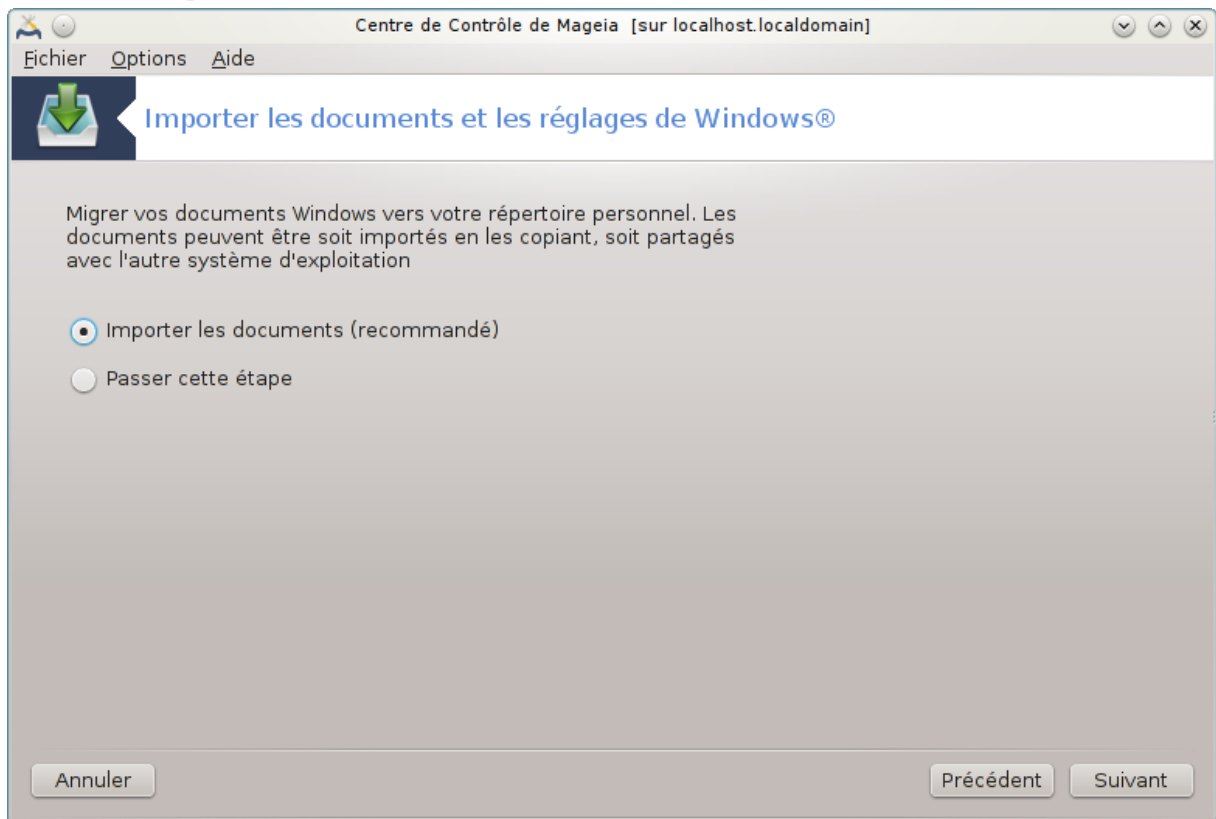 Centre de Contrôle de Mageia [sur localhost.localdomain]
Fichier Options Aide
Importer les documents et les réglages de Windows®
Migrer vos documents Windows vers votre répertoire personnel. Les
documents peuvent être soit importés en les copiant, soit partagés
avec l'autre système d'exploitation
Importer les documents (recommandé)
Passer cette étape
Annuler Précédent Suivant